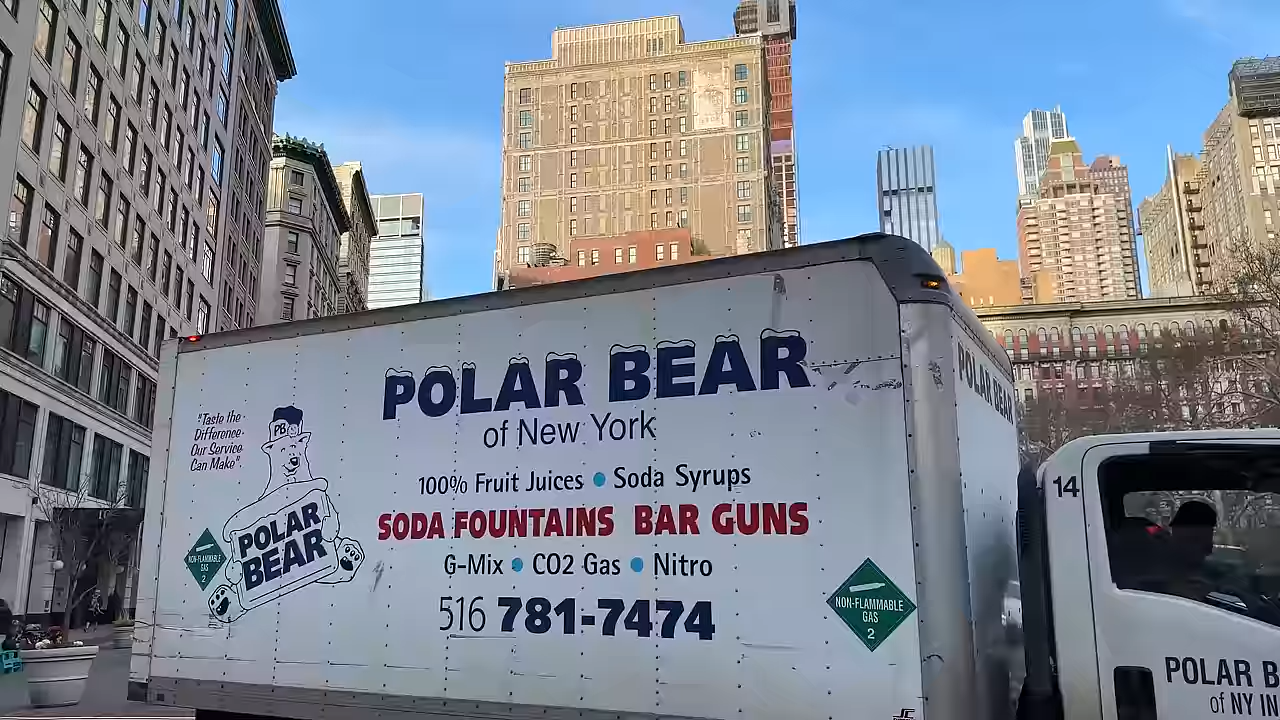 POLAR BEAR
of New York
100% Fruit Juices • Soda Syrups
SODA FOUNTAINS BAR GUNS
G-Mix • CO2 Gas • Nitro
516 781-7474
"Taste the
Difference
Our Service
Can Make".
PB
POLAR
BEAR
NON-FLAMMABLE
GAS
2
NON-FLAMMABLE
GAS
2
POLAR BEAR
14
POLAR B
of NY IN